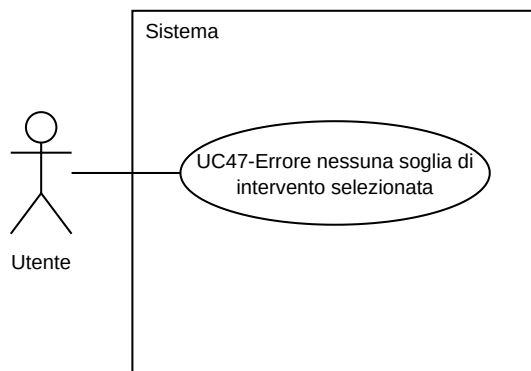 Sistema
UC47-Errore nessuna soglia di
intervento selezionata
Utente